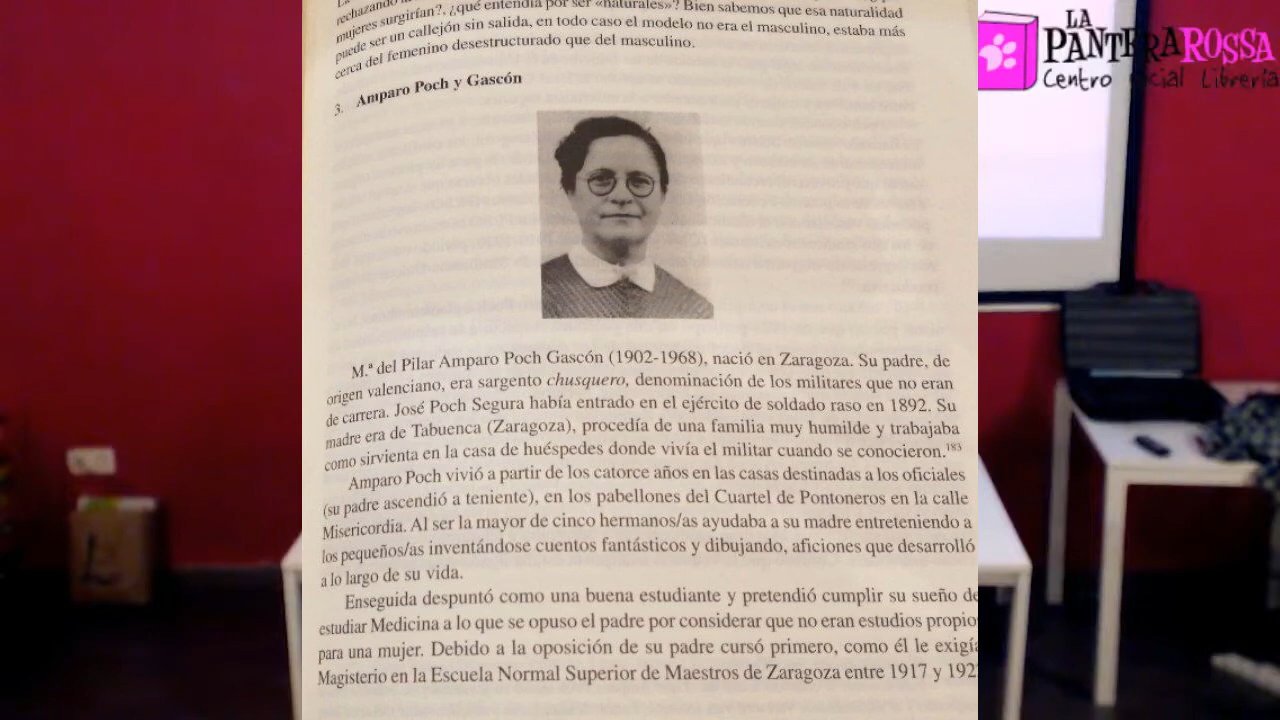 rechazando
mujeres surgirían?, ¿qué entendía por ser «naturales»? Bien sabemos que esa naturalidad
puede ser un callejón sin salida, en todo caso el modelo no era el masculino, estaba más
cerca del femenino desestructurado que del masculino.
3. Amparo Poch y Gascón
M.ª del Pilar Amparo Poch Gascón (1902-1968), nació en Zaragoza. Su padre, de
origen valenciano, era sargento chusquero, denominación de los militares que no eran
de carrera. José Poch Segura había entrado en el ejército de soldado raso en 1892. Su
madre era de Tabuenca (Zaragoza), procedía de una familia muy humilde y trabajaba
como sirvienta en la casa de huéspedes donde vivía el militar cuando se conocieron.183
Amparo Poch vivió a partir de los catorce años en las casas destinadas a los oficiales
(su padre ascendió a teniente), en los pabellones del Cuartel de Pontoneros en la calle
Misericordia. Al ser la mayor de cinco hermanos/as ayudaba a su madre entreteniendo a
los pequeños/as inventándose cuentos fantásticos y dibujando, aficiones que desarrolló
a lo largo de su vida.
Enseguida despuntó como una buena estudiante y pretendió cumplir su sueño de
estudiar Medicina a lo que se opuso el padre por considerar que no eran estudios propio
para una mujer. Debido a la oposición de su padre cursó primero, como él le exigía
Magisterio en la Escuela Normal Superior de Maestros de Zaragoza entre 1917 y 192
LA
PANTERA ROSSA
Centro Social Librería
L